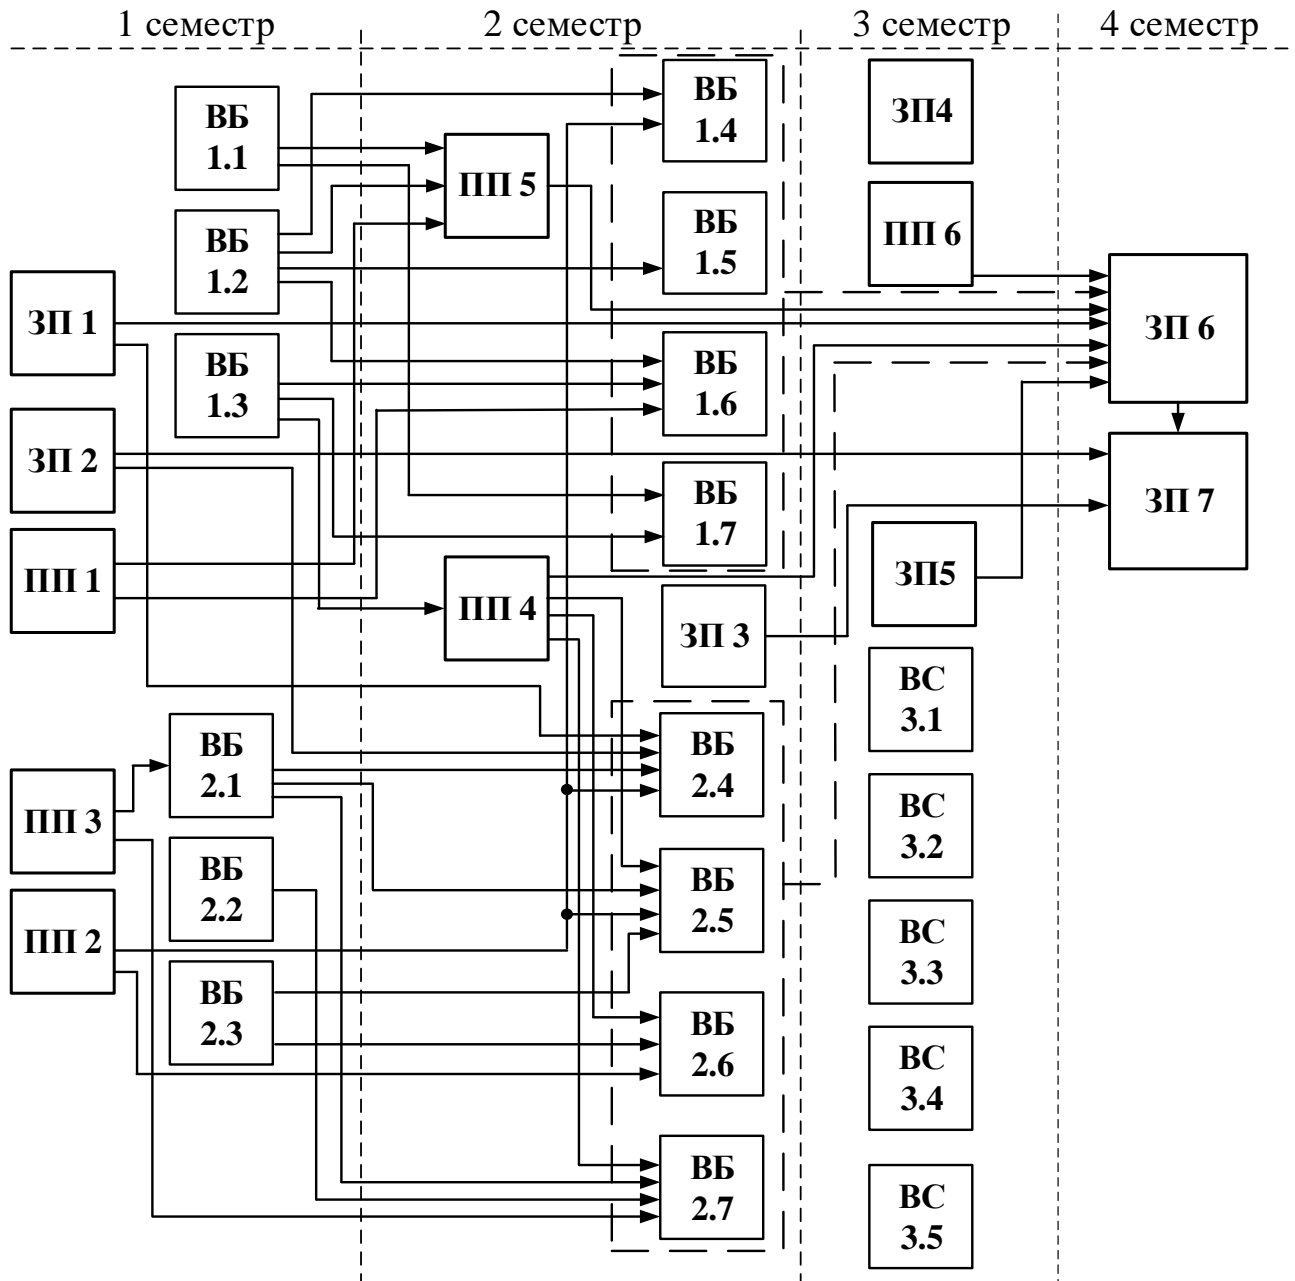 1 семестр
2 семестр
3 семестр
4 семестр
ВБ
1.1
ВБ
1.2
ЗП 1
ВБ
1.3
ЗП 2
ПП 1
ВБ
2.1
ПП 3
ВБ
2.2
ПП 2
ВБ
2.3
ВБ
1.4
ПП 5
ВБ
1.5
ВБ
1.6
ВБ
1.7
ПП 4
ЗП 3
ВБ
2.4
ВБ
2.5
ВБ
2.6
ВБ
2.7
ЗП4
ПП 6
ЗП5
ВС
3.1
ВС
3.2
ВС
3.3
ВС
3.4
ВС
3.5
ЗП 6
ЗП 7